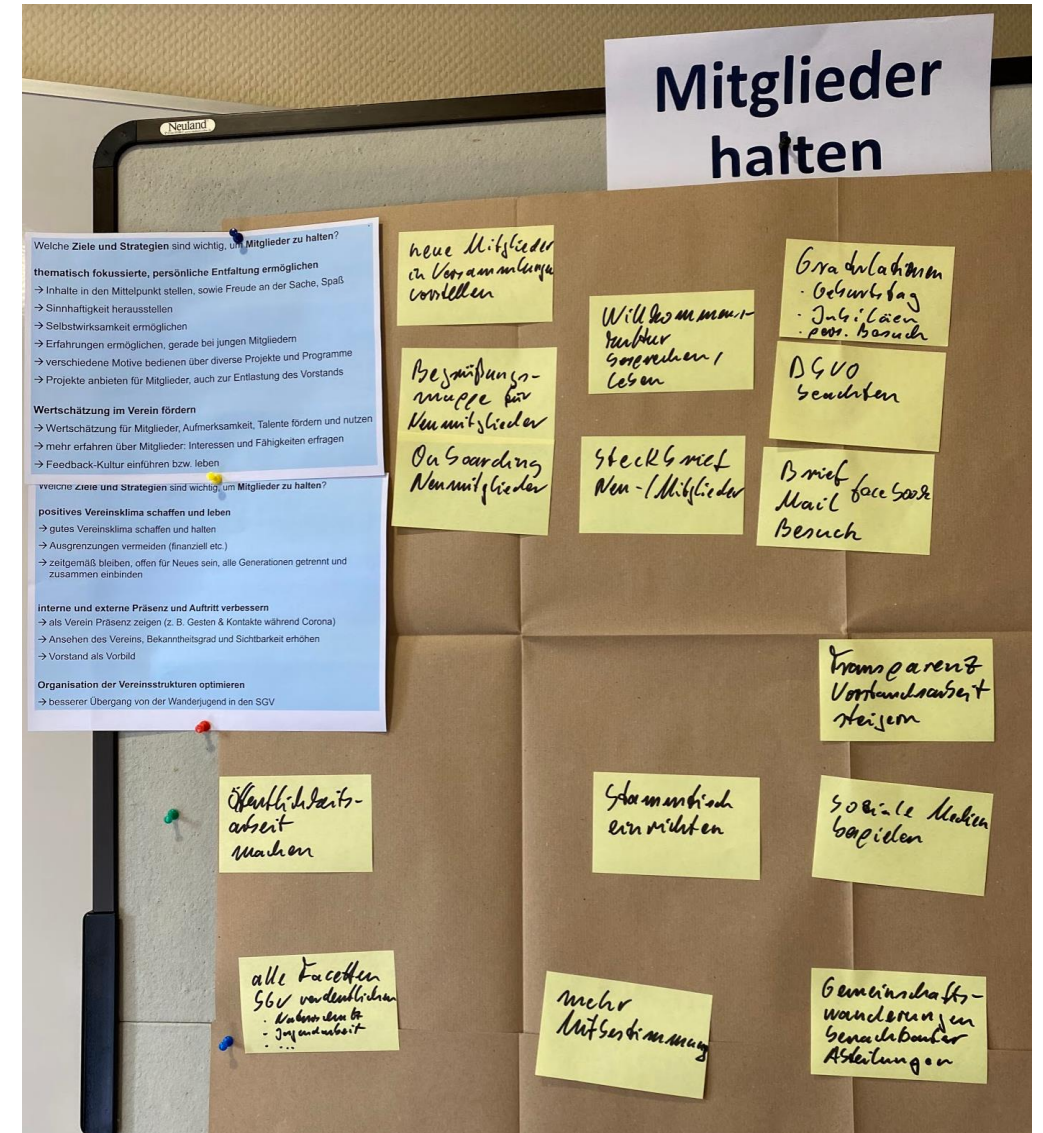 Neuland
Mitglieder
halten
Welche Ziele und Strategien sind wichtig, um Mitglieder zu halten?
thematisch fokussierte, persönliche Entfaltung ermöglichen
→ Inhalte in den Mittelpunkt stellen, sowie Freude an der Sache, Spaß
→ Sinnhaftigkeit herausstellen
→ Selbstwirksamkeit ermöglichen
→ Erfahrungen ermöglichen, gerade bei jungen Mitgliedern
→ verschiedene Motive bedienen über diverse Projekte und Programme
→ Projekte anbieten für Mitglieder, auch zur Entlastung des Vorstands
Wertschätzung im Verein fördern
→ Wertschätzung für Mitglieder, Aufmerksamkeit, Talente fördern und nutzen
→ mehr erfahren über Mitglieder: Interessen und Fähigkeiten erfragen
→ Feedback-Kultur einführen bzw. leben
Welche Ziele und Strategien sind wichtig, um Mitglieder zu halten?
positives Vereinsklima schaffen und leben
→ gutes Vereinsklima schaffen und halten
→ Ausgrenzungen vermeiden (finanziell etc.)
→ zeitgemäß bleiben, offen für Neues sein, alle Generationen getrennt und
zusammen einbinden
interne und externe Präsenz und Auftritt verbessern
→ als Verein Präsenz zeigen (z. B. Gesten & Kontakte während Corona)
→ Ansehen des Vereins, Bekanntheitsgrad und Sichtbarkeit erhöhen
→ Vorstand als Vorbild
Organisation der Vereinsstrukturen optimieren
→ besserer Übergang von der Wanderjugend in den SGV
neue Mitglieder
in Versammlungen
vorstellen
Begrüßungs-
mappe für
Neumitglieder
Onboarding
Neumitglieder
Willkommens-
kultur
besprechen,
leben
Steckbrief
Neu-/Mitglieder
Gratulationen
- Geburtstag
- Jubiläen
- pers. Besuch
DSGVO
beachten
Brief facebook
Mail
Besuch
Transparenz
Vorstandsarbeit
steigern
Öffentlichkeits-
arbeit
machen
Stammtisch
einrichten
Soziale Medien
bespielen
alle Facetten
SGV verdeutlichen
- Naturschutz
- Jugendarbeit
- ...
mehr
Mitbestimmung
Gemeinschafts-
wanderungen
benachbarter
Abteilungen